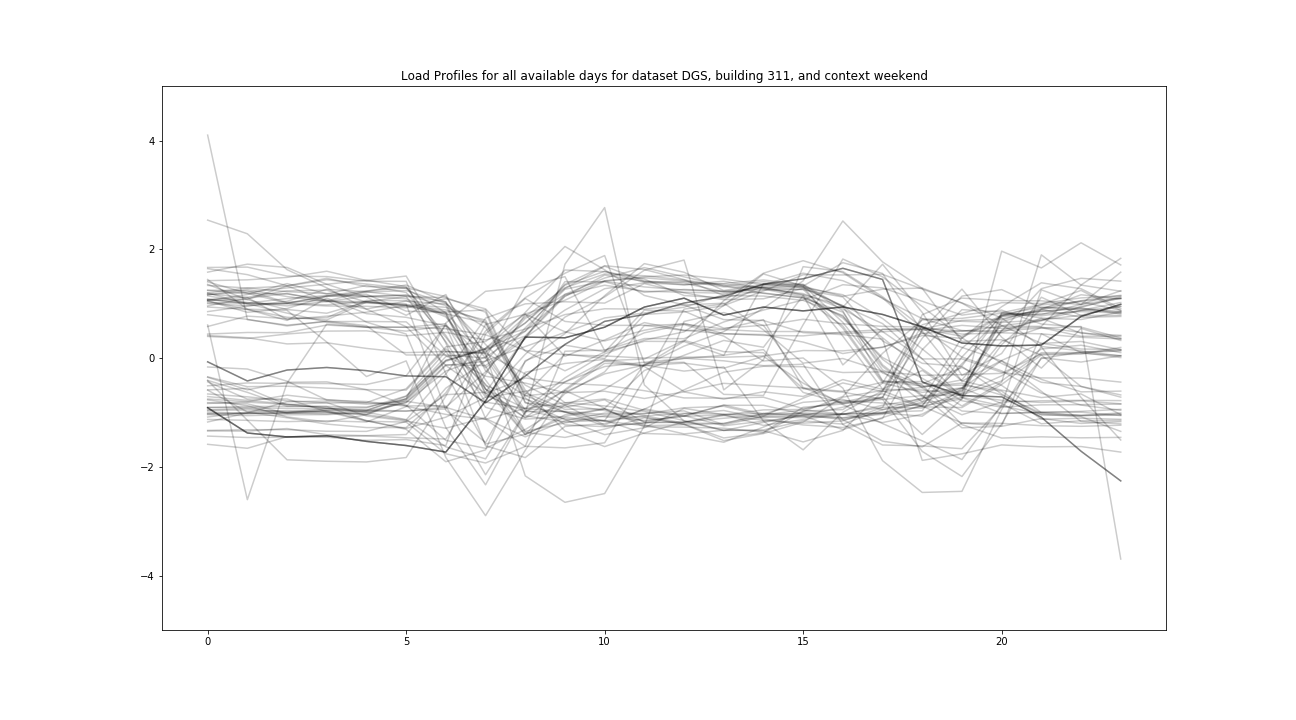 Load Profiles for all available days for dataset DGS, building 311, and context weekend
4
2
0
−2
−4
0 5 10 15 20